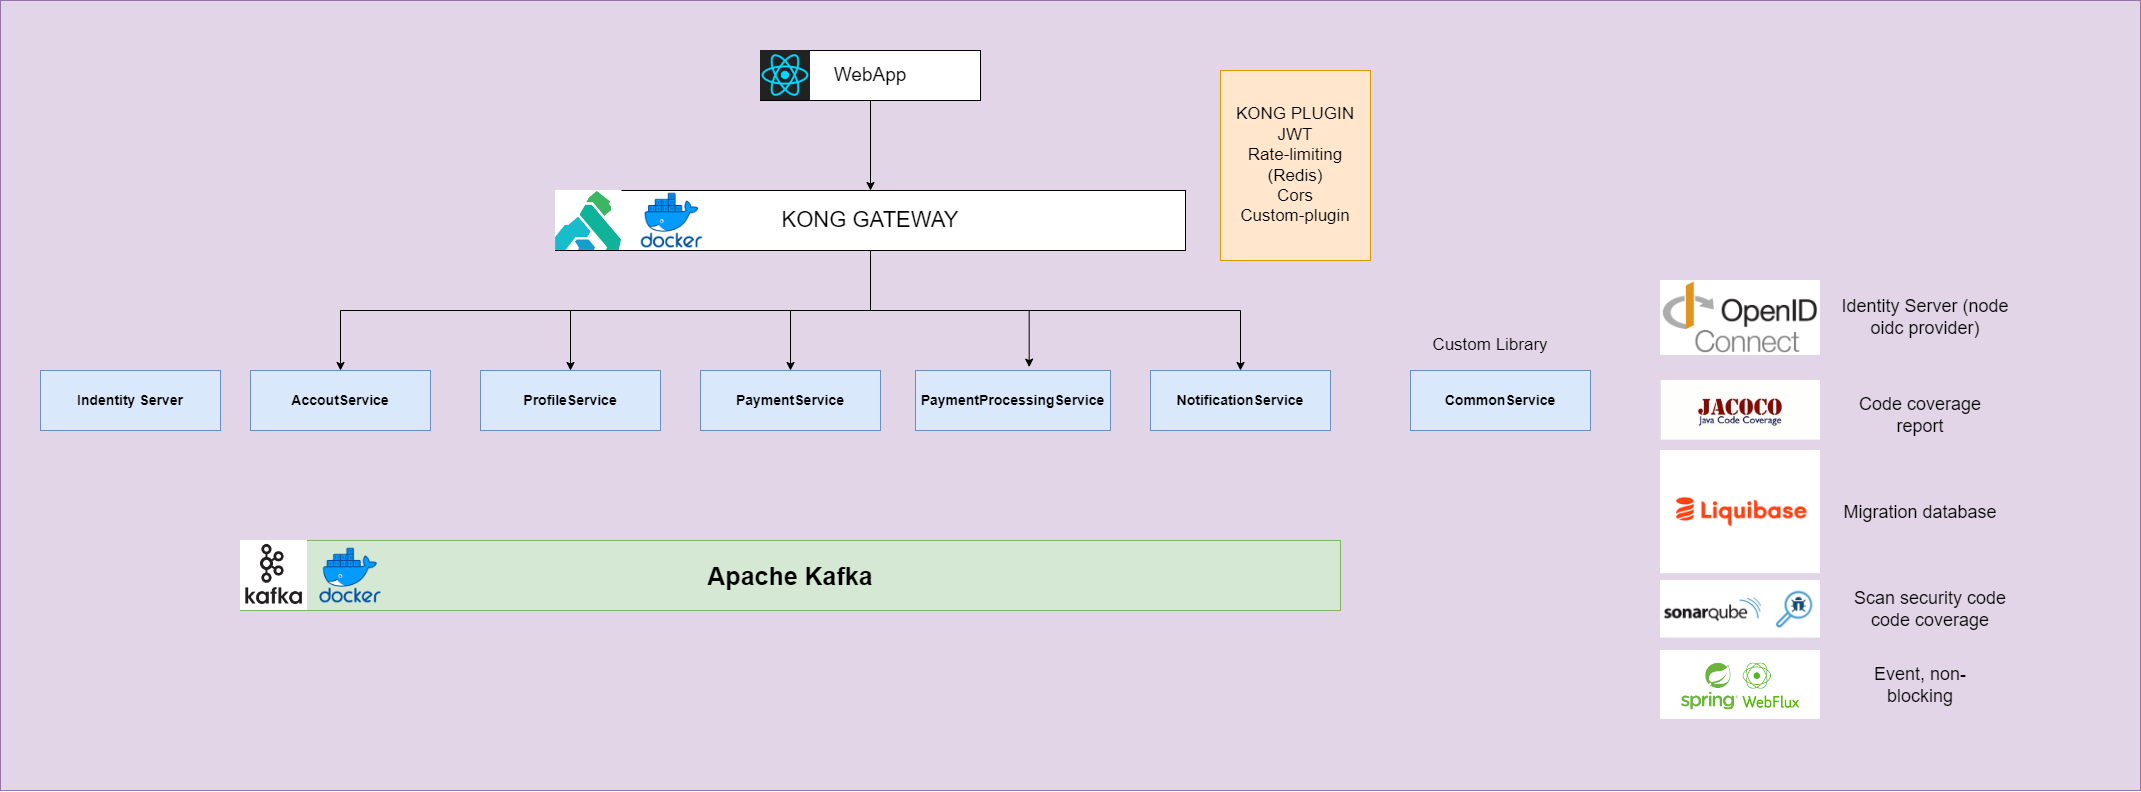 WebApp
KONG PLUGIN
JWT
Rate-limiting
(Redis)
Cors
Custom-plugin
docker
KONG GATEWAY
OpenID
Connect
Identity Server (node
oidc provider)
Custom Library
Indentity Server
AccoutService
ProfileService
PaymentService
PaymentProcessingService
NotificationService
CommonService
JACOCO
Java Code Coverage
Code coverage
report
Liquibase
Migration database
kafka
docker
Apache Kafka
sonarqube
Scan security code
code coverage
spring
WebFlux
Event, non-
blocking